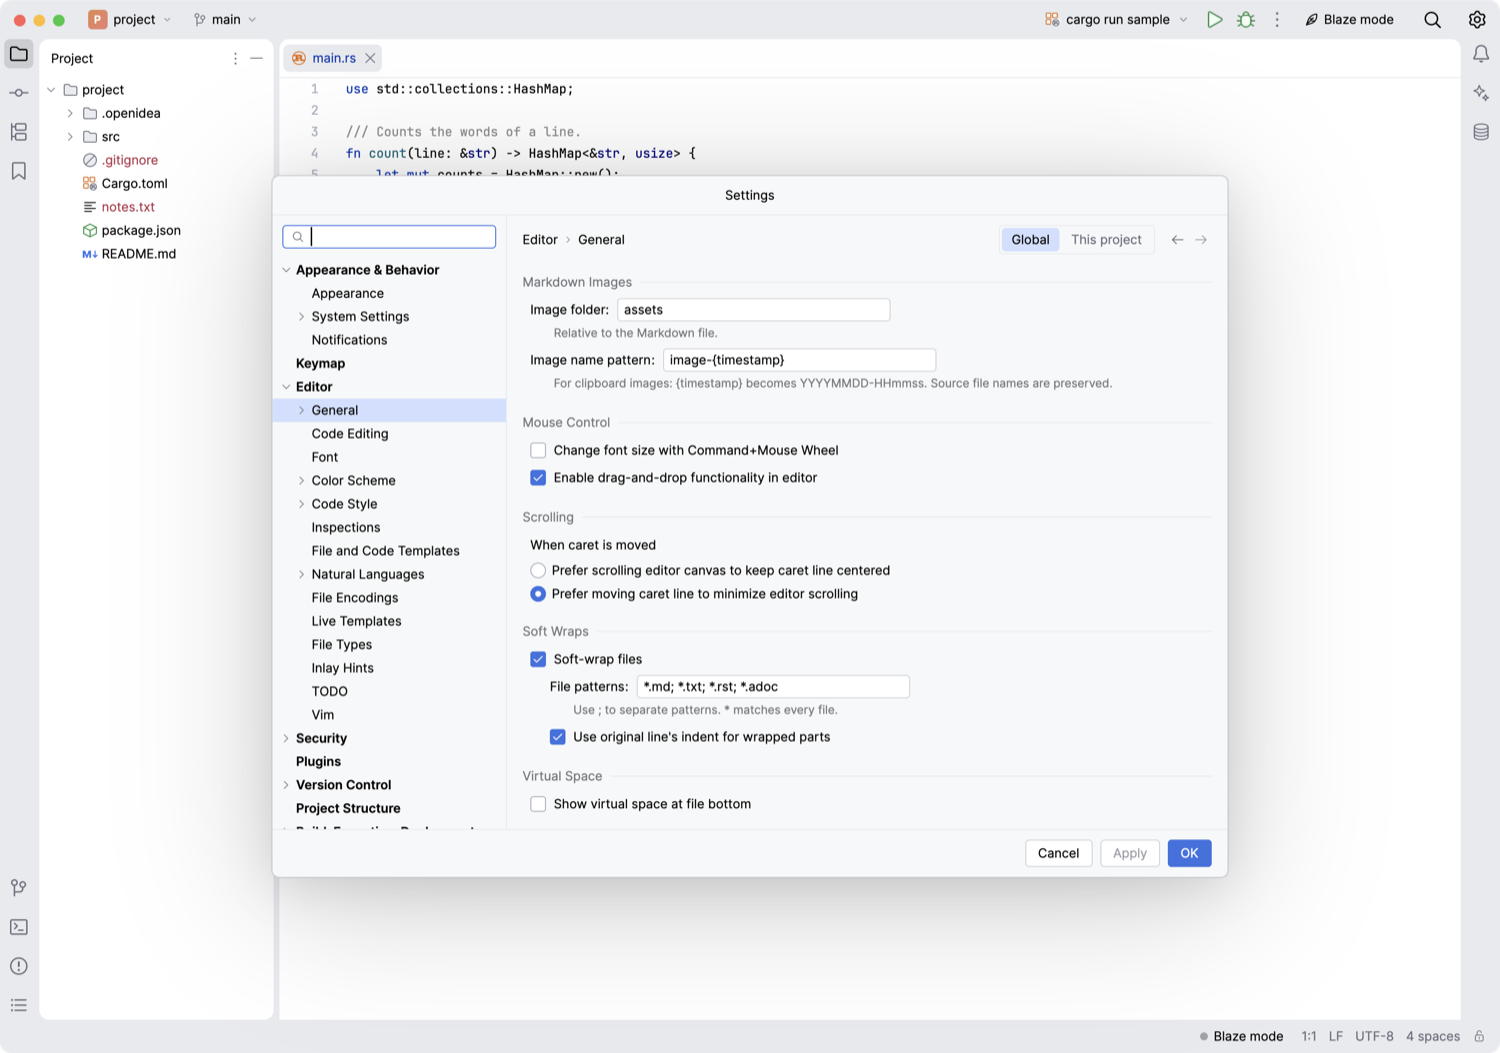 P project main cargo run sample Blaze mode
Project
main.rs
project
.openidea
src
.gitignore
Cargo.toml
notes.txt
package.json
M↓ README.md
1 use std::collections::HashMap;
2
3 /// Counts the words of a line.
4 fn count(line: &str) -> HashMap<&str, usize> {
5 let mut counts = HashMap::new();
Settings
Appearance & Behavior
Appearance
System Settings
Notifications
Keymap
Editor
General
Code Editing
Font
Color Scheme
Code Style
Inspections
File and Code Templates
Natural Languages
File Encodings
Live Templates
File Types
Inlay Hints
TODO
Vim
Security
Plugins
Version Control
Project Structure
Editor › General
Global This project
Markdown Images
Image folder: assets
Relative to the Markdown file.
Image name pattern: image-{timestamp}
For clipboard images: {timestamp} becomes YYYYMMDD-HHmmss. Source file names are preserved.
Mouse Control
Change font size with Command+Mouse Wheel
Enable drag-and-drop functionality in editor
Scrolling
When caret is moved
Prefer scrolling editor canvas to keep caret line centered
Prefer moving caret line to minimize editor scrolling
Soft Wraps
Soft-wrap files
File patterns: *.md; *.txt; *.rst; *.adoc
Use ; to separate patterns. * matches every file.
Use original line's indent for wrapped parts
Virtual Space
Show virtual space at file bottom
Cancel Apply OK
Blaze mode 1:1 LF UTF-8 4 spaces